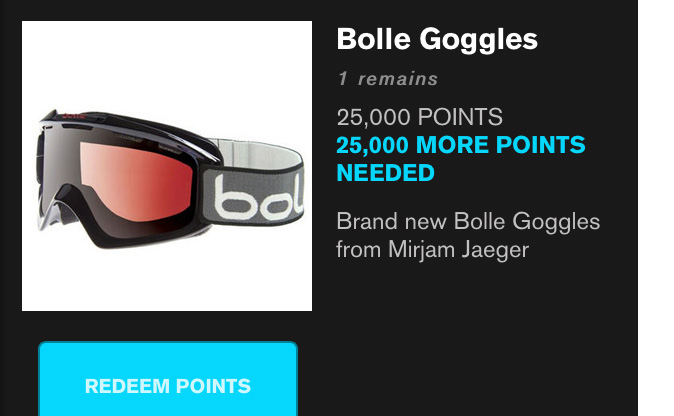 Bolle Goggles
1 remains
25,000 POINTS
25,000 MORE POINTS
NEEDED
Brand new Bolle Goggles
from Mirjam Jaeger
bol
REDEEM POINTS